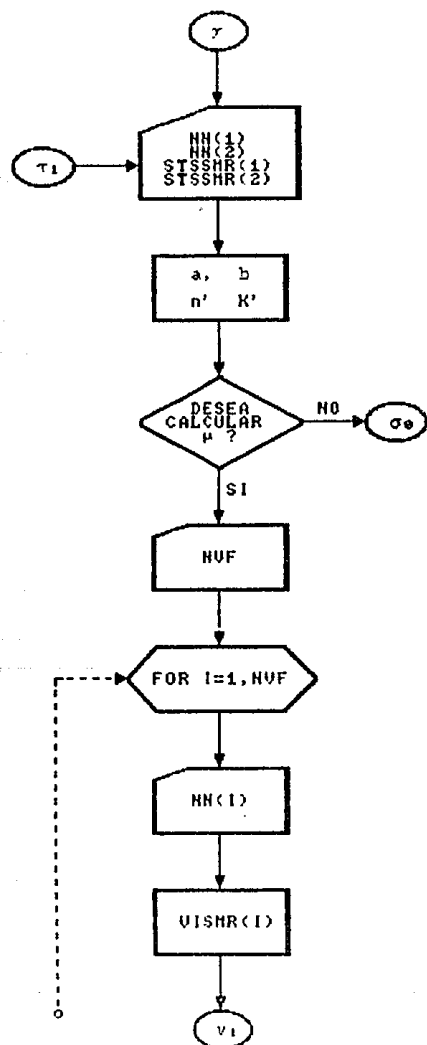 γ
NN(1)
NN(2)
STSSMR(1)
STSSMR(2)
τ1
a, b
n' K'
DESEA
CALCULAR
μ ?
NO
σ0
SI
NVF
FOR I=1,NVF
NN(I)
VISMR(I)
ν1